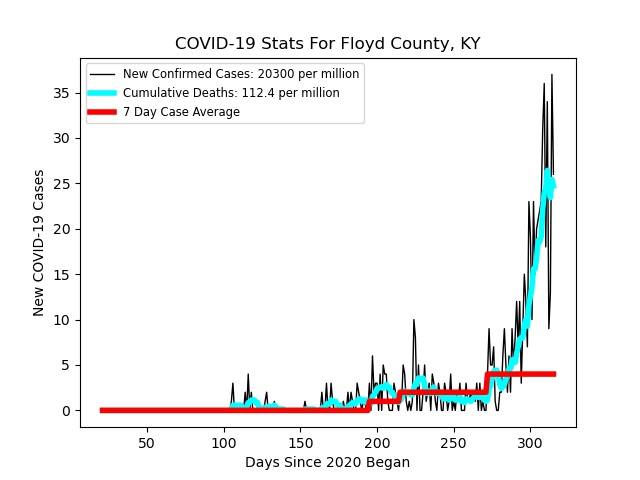 COVID-19 Stats For Floyd County, KY
New Confirmed Cases: 20300 per million
Cumulative Deaths: 112.4 per million
7 Day Case Average
35
30
25
20
15
10
5
0
New COVID-19 Cases
50 100 150 200 250 300
Days Since 2020 Began